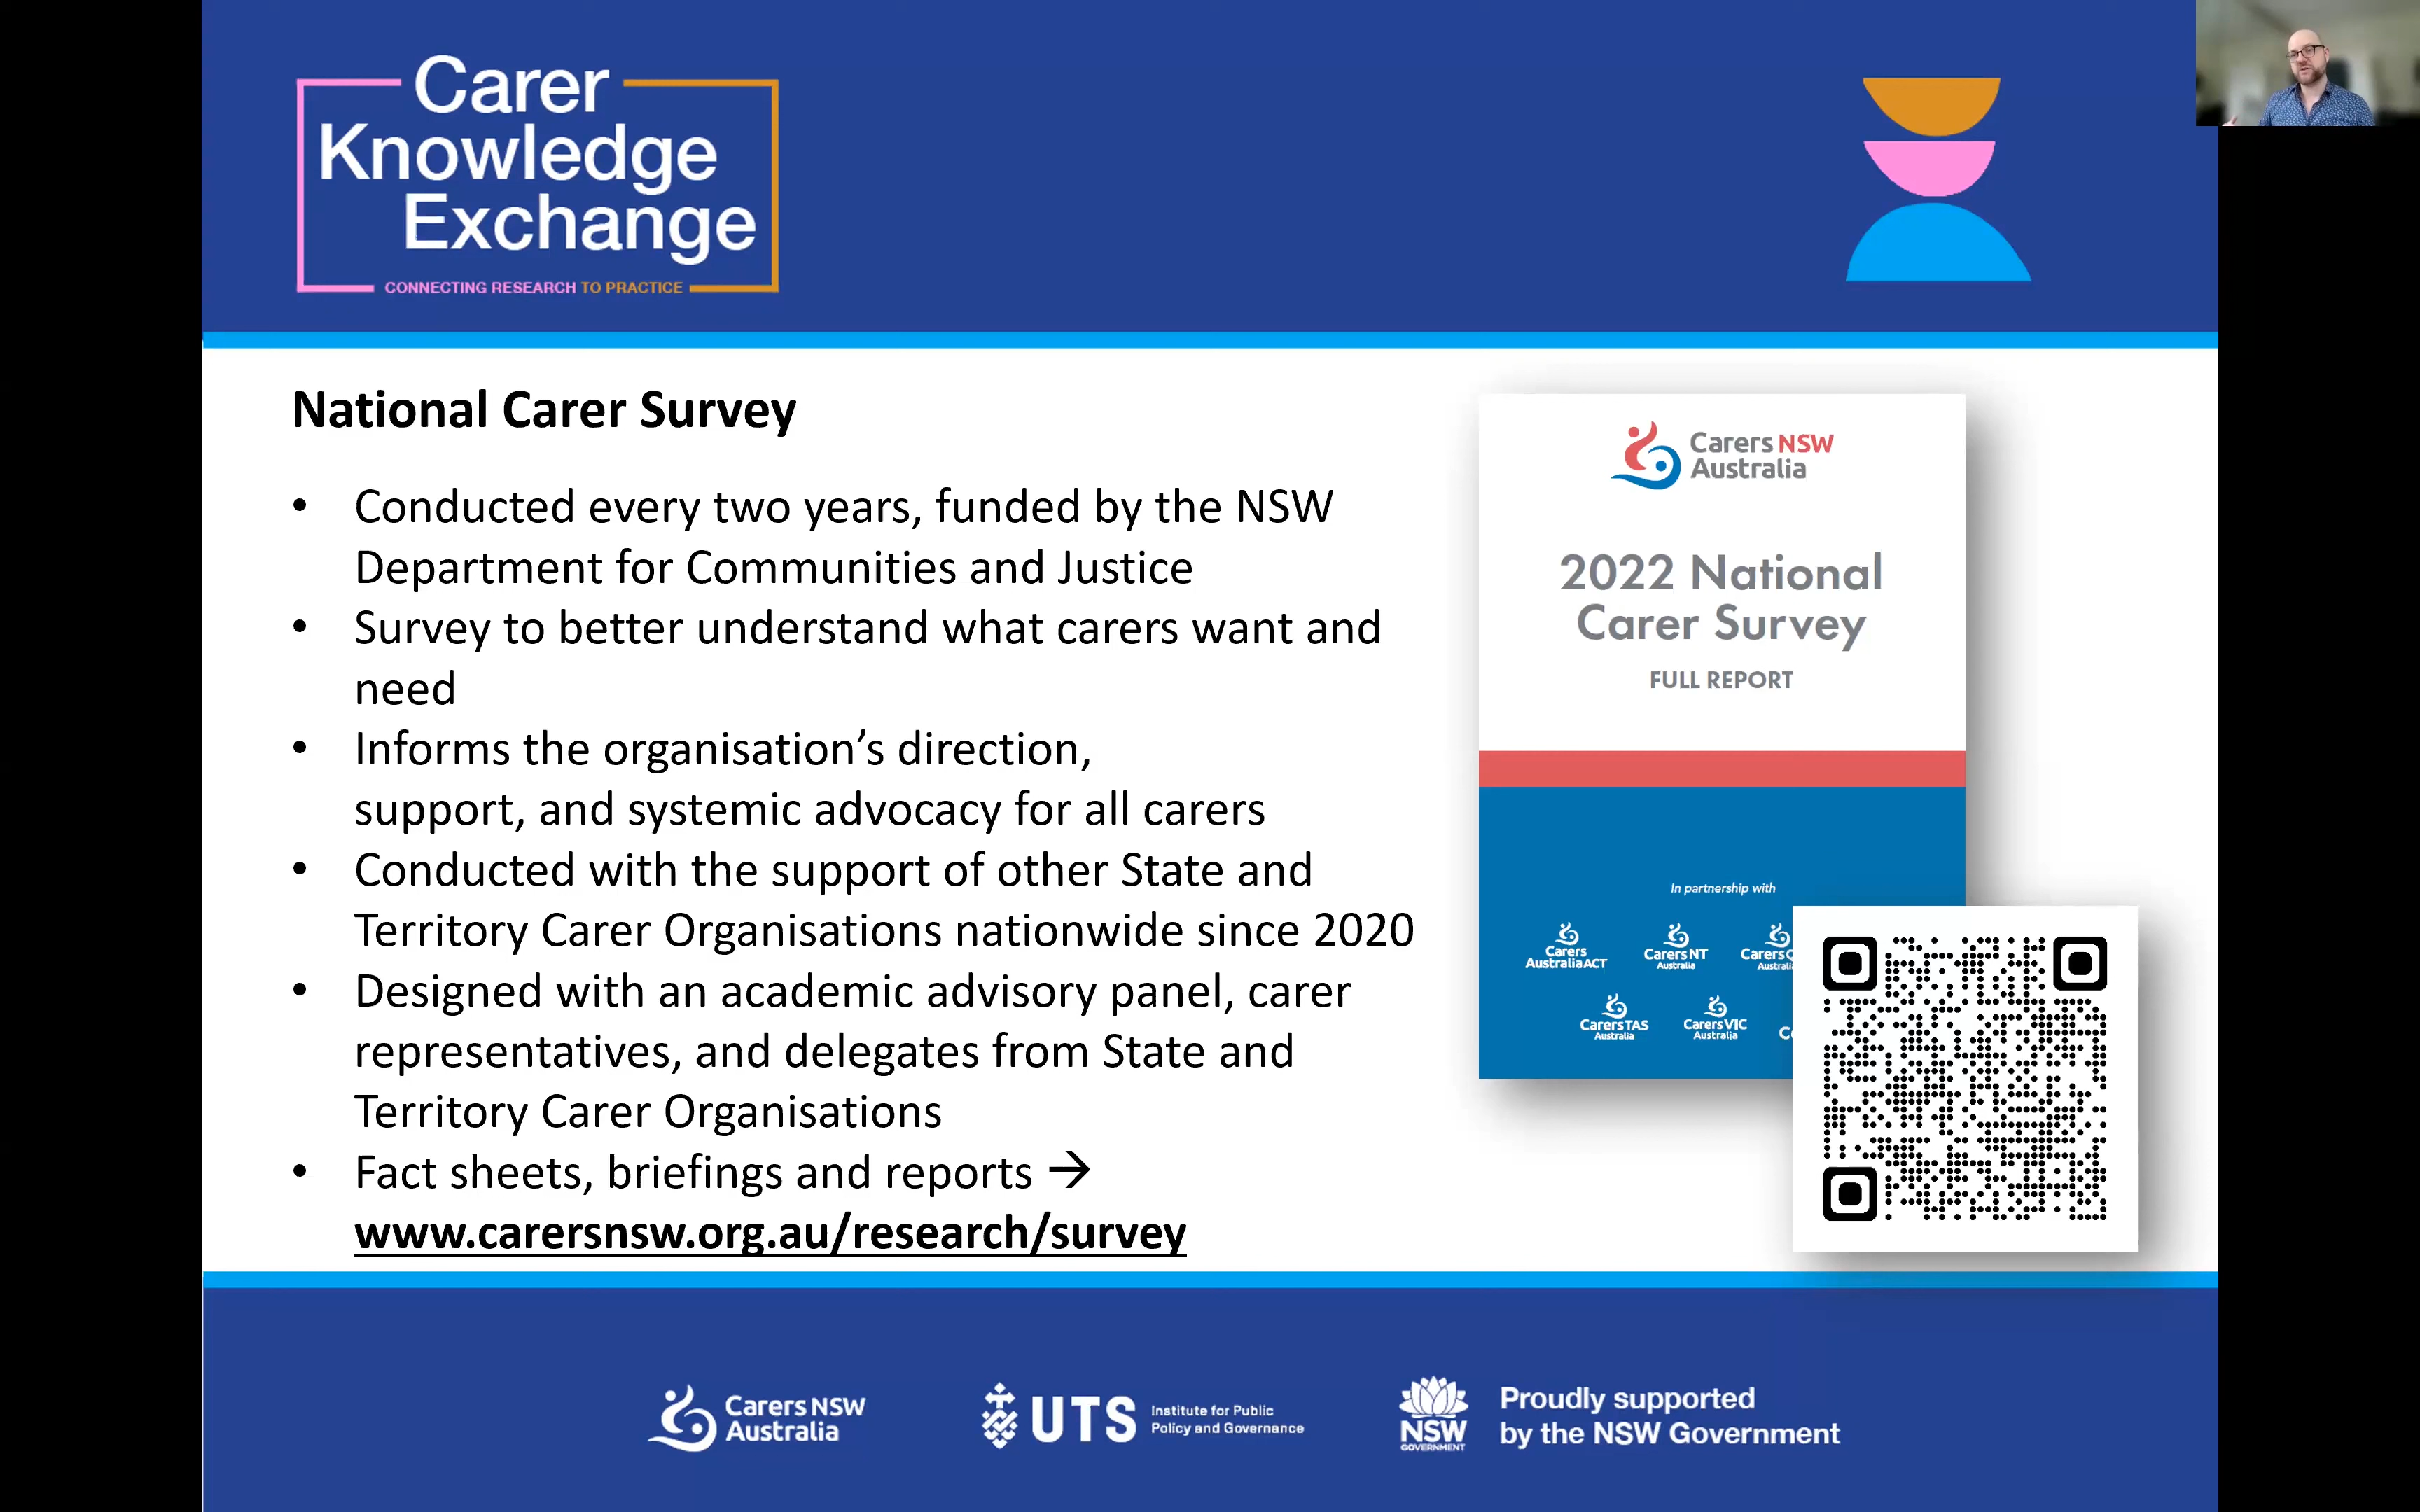 Carer
Knowledge
Exchange
CONNECTING RESEARCH TO PRACTICE
National Carer Survey
• Conducted every two years, funded by the NSW
Department for Communities and Justice
• Survey to better understand what carers want and
need
• Informs the organisation’s direction,
support, and systemic advocacy for all carers
• Conducted with the support of other State and
Territory Carer Organisations nationwide since 2020
• Designed with an academic advisory panel, carer
representatives, and delegates from State and
Territory Carer Organisations
• Fact sheets, briefings and reports →
www.carersnsw.org.au/research/survey
Carers NSW
Australia
2022 National
Carer Survey
FULL REPORT
In partnership with
Carers
Australia ACT
Carers NT
Australia
Carers
Carers TAS
Australia
Carers VIC
Australia
Carers NSW
Australia
UTS
Institute for Public
Policy and Governance
NSW
GOVERNMENT
Proudly supported
by the NSW Government